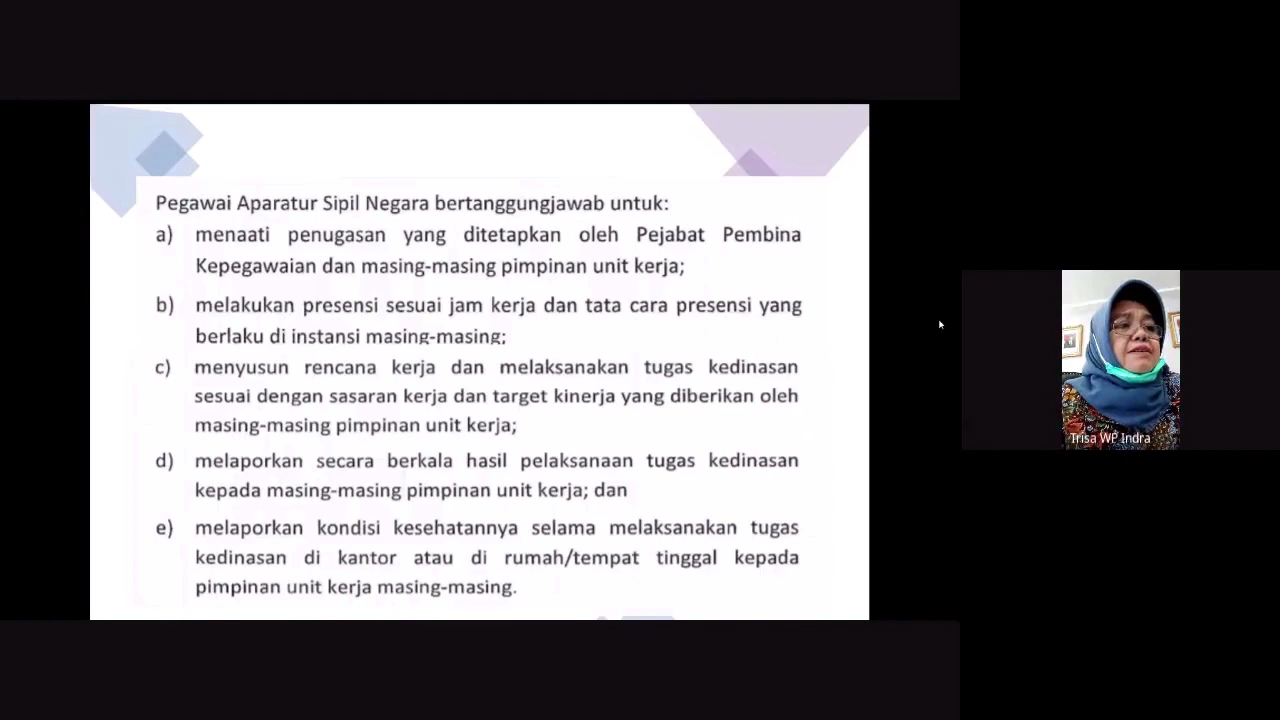 Pegawai Aparatur Sipil Negara bertanggungjawab untuk:
a) menaati penugasan yang ditetapkan oleh Pejabat Pembina
Kepegawaian dan masing-masing pimpinan unit kerja;
b) melakukan presensi sesuai jam kerja dan tata cara presensi yang
berlaku di instansi masing-masing;
c) menyusun rencana kerja dan melaksanakan tugas kedinasan
sesuai dengan sasaran kerja dan target kinerja yang diberikan oleh
masing-masing pimpinan unit kerja;
d) melaporkan secara berkala hasil pelaksanaan tugas kedinasan
kepada masing-masing pimpinan unit kerja; dan
e) melaporkan kondisi kesehatannya selama melaksanakan tugas
kedinasan di kantor atau di rumah/tempat tinggal kepada
pimpinan unit kerja masing-masing.
Trisa WP Indra